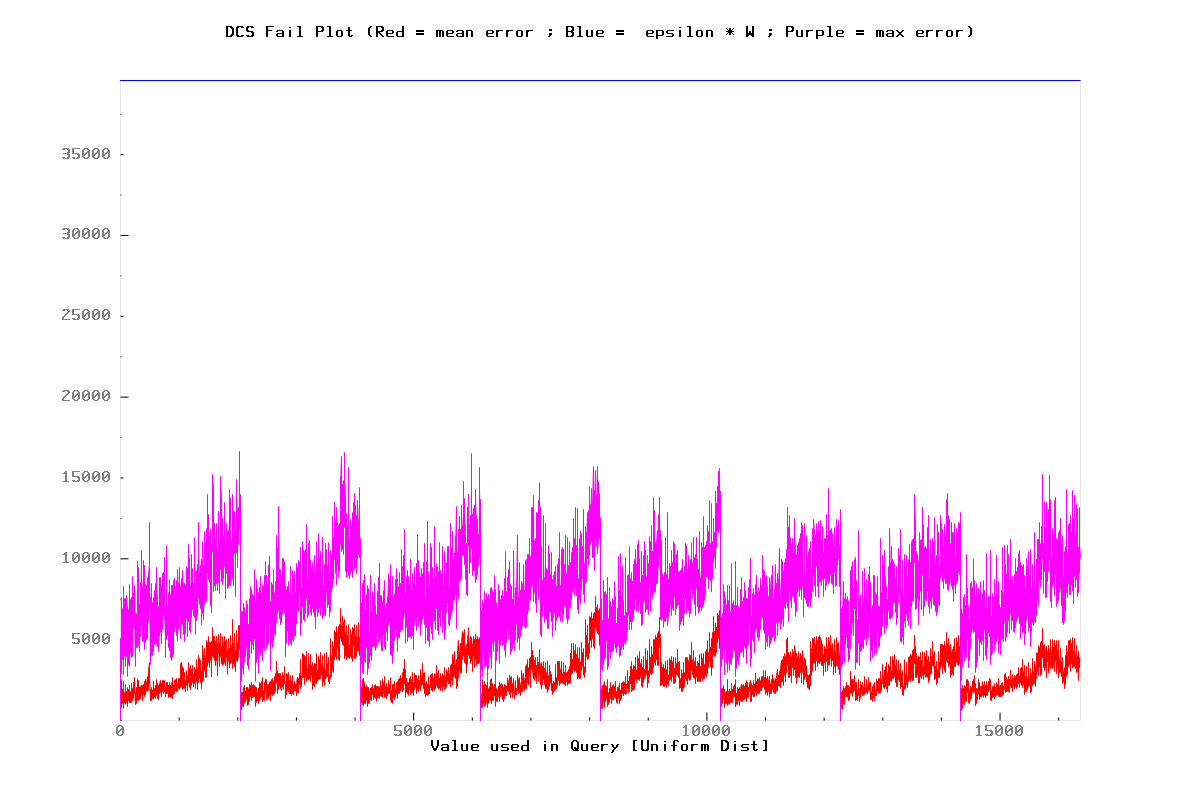 DCS Fail Plot (Red = mean error ; Blue =  epsilon * W ; Purple = max error)
35000
30000
25000
20000
15000
10000
5000
0 5000 10000 15000
Value used in Query [Uniform Dist]